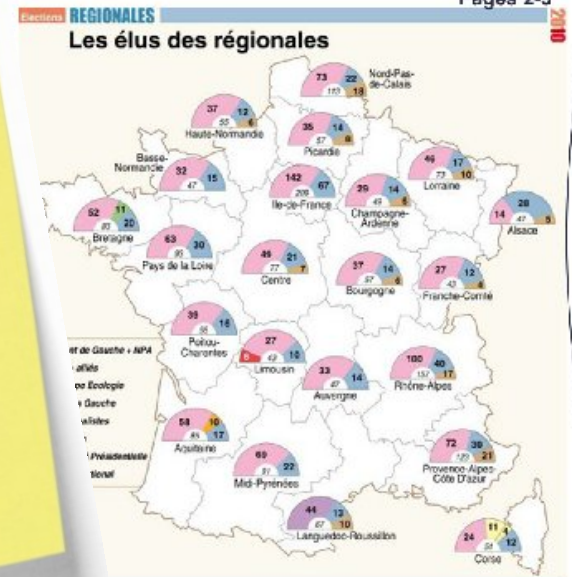 Pages 2-3
Elections REGIONALES
2010
Les élus des régionales
73 22 18 113
Nord-Pas-
de-Calais
37 12 6 55
Haute-Normandie
35 14 8 57
Picardie
Basse-
Normandie
32 15 47
142 67 209
Ile-de-France
29 14 6 49
Champagne-
Ardenne
46 17 10 73
Lorraine
14 28 5 47
Alsace
52 11 20 83
Bretagne
63 30 93
Pays de la Loire
49 21 7 77
Centre
37 14 6 57
Bourgogne
27 12 4 43
Franche-Comté
39 16 55
Poitou-
Charentes
6 27 10 43
Limousin
33 14 47
Auvergne
100 40 17 157
Rhône-Alpes
nt de Gauche + NPA
alliés
pe Ecologie
Gauche
alistes
Présidentielle
tional
58 10 17 85
Aquitaine
69 22 91
Midi-Pyrénées
72 30 21 123
Provence-Alpes-
Côte D'azur
44 13 10 67
Languedoc-Roussillon
24 11 4 12 51
Corse